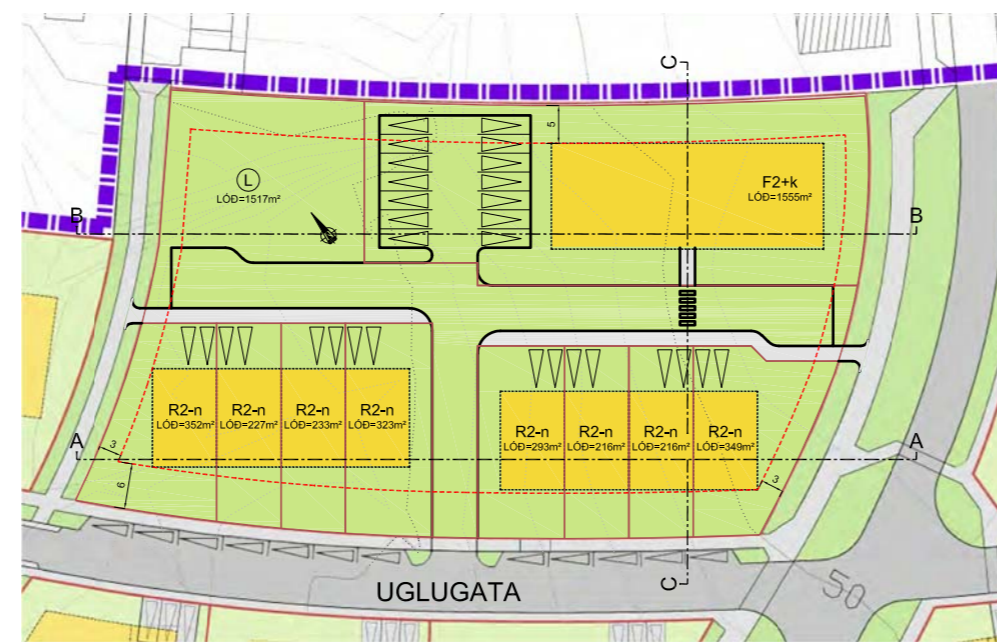 C
5
L
LÓÐ=1517m²
F2+k
LÓÐ=1555m²
B
B
R2-n
LÓÐ=352m²
R2-n
LÓÐ=227m²
R2-n
LÓÐ=233m²
R2-n
LÓÐ=323m²
R2-n
LÓÐ=293m²
R2-n
LÓÐ=216m²
R2-n
LÓÐ=216m²
R2-n
LÓÐ=349m²
A
A
3
6
3
C
UGLUGATA
50